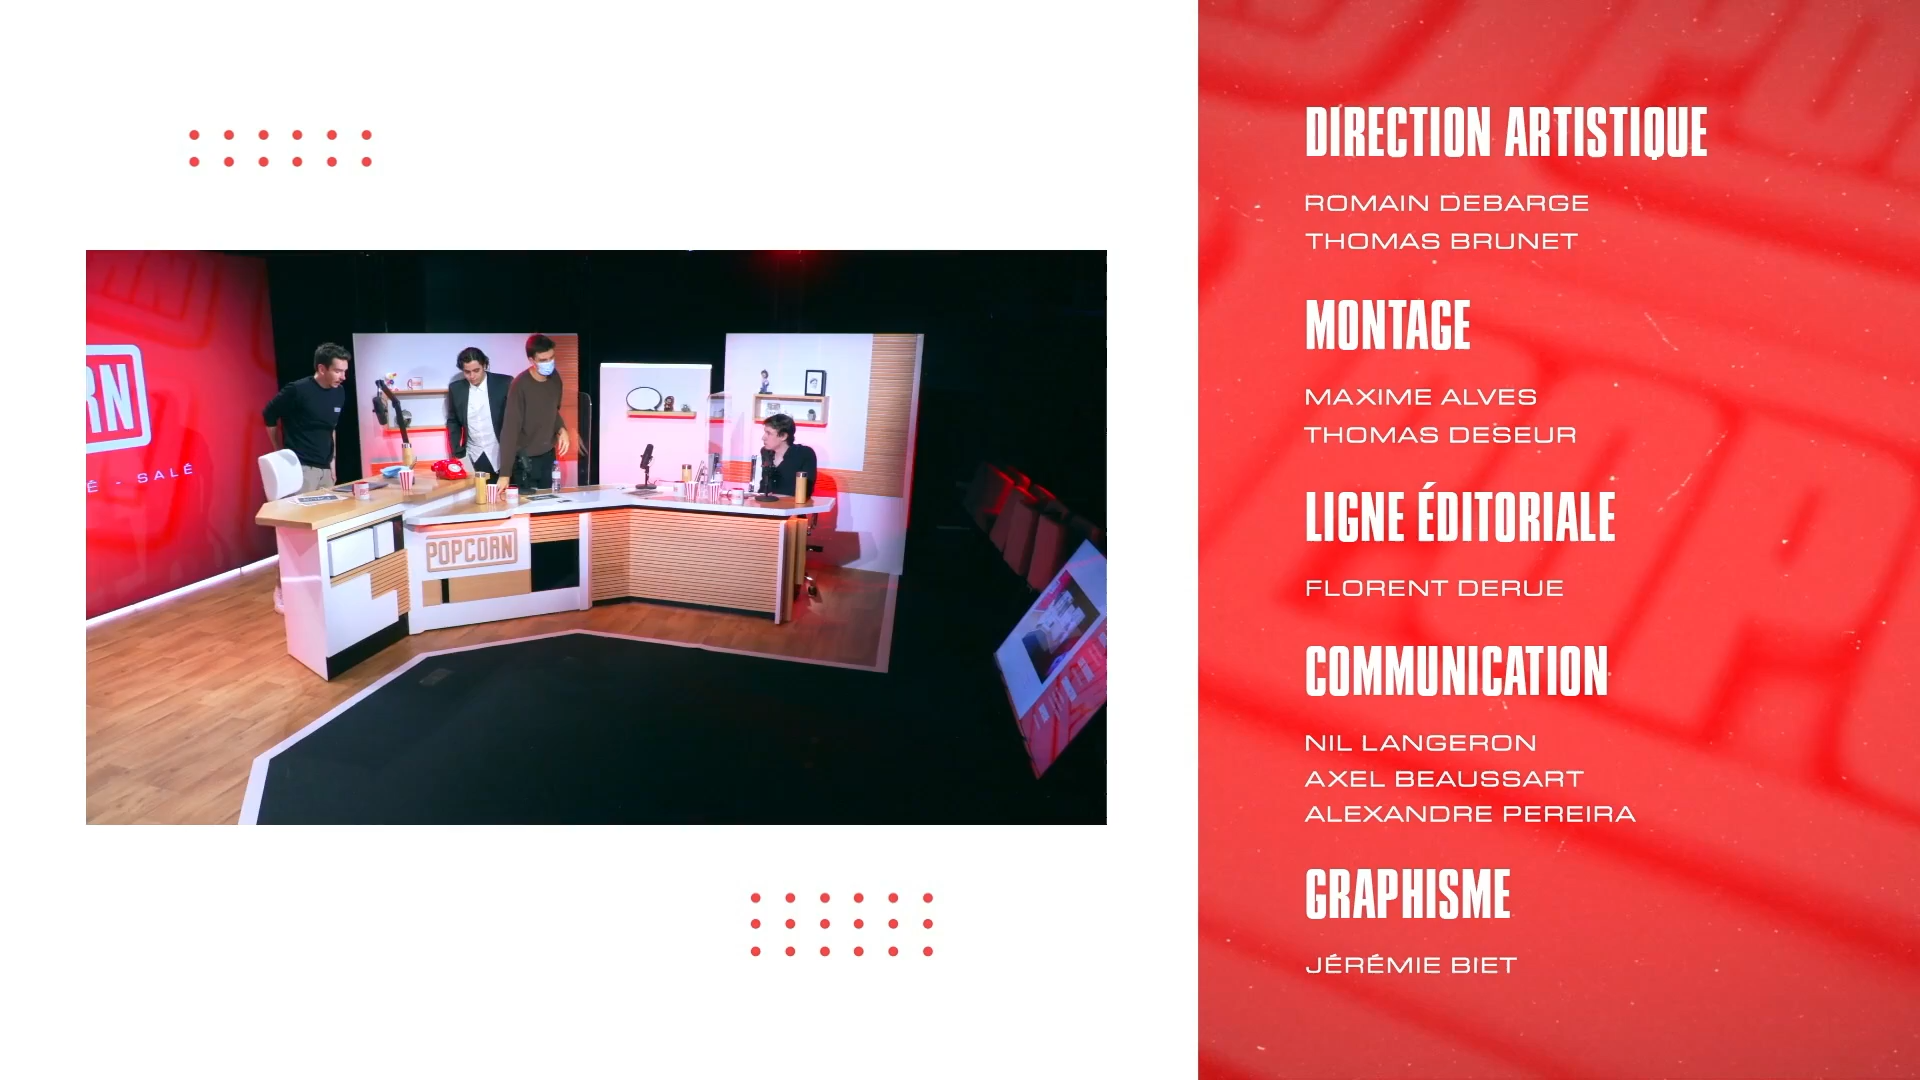 RN
É - SALÉ
POPCORN
DIRECTION ARTISTIQUE
ROMAIN DEBARGE
THOMAS BRUNET
MONTAGE
MAXIME ALVES
THOMAS DESEUR
LIGNE ÉDITORIALE
FLORENT DERUE
COMMUNICATION
NIL LANGERON
AXEL BEAUSSART
ALEXANDRE PEREIRA
GRAPHISME
JÉRÉMIE BIET